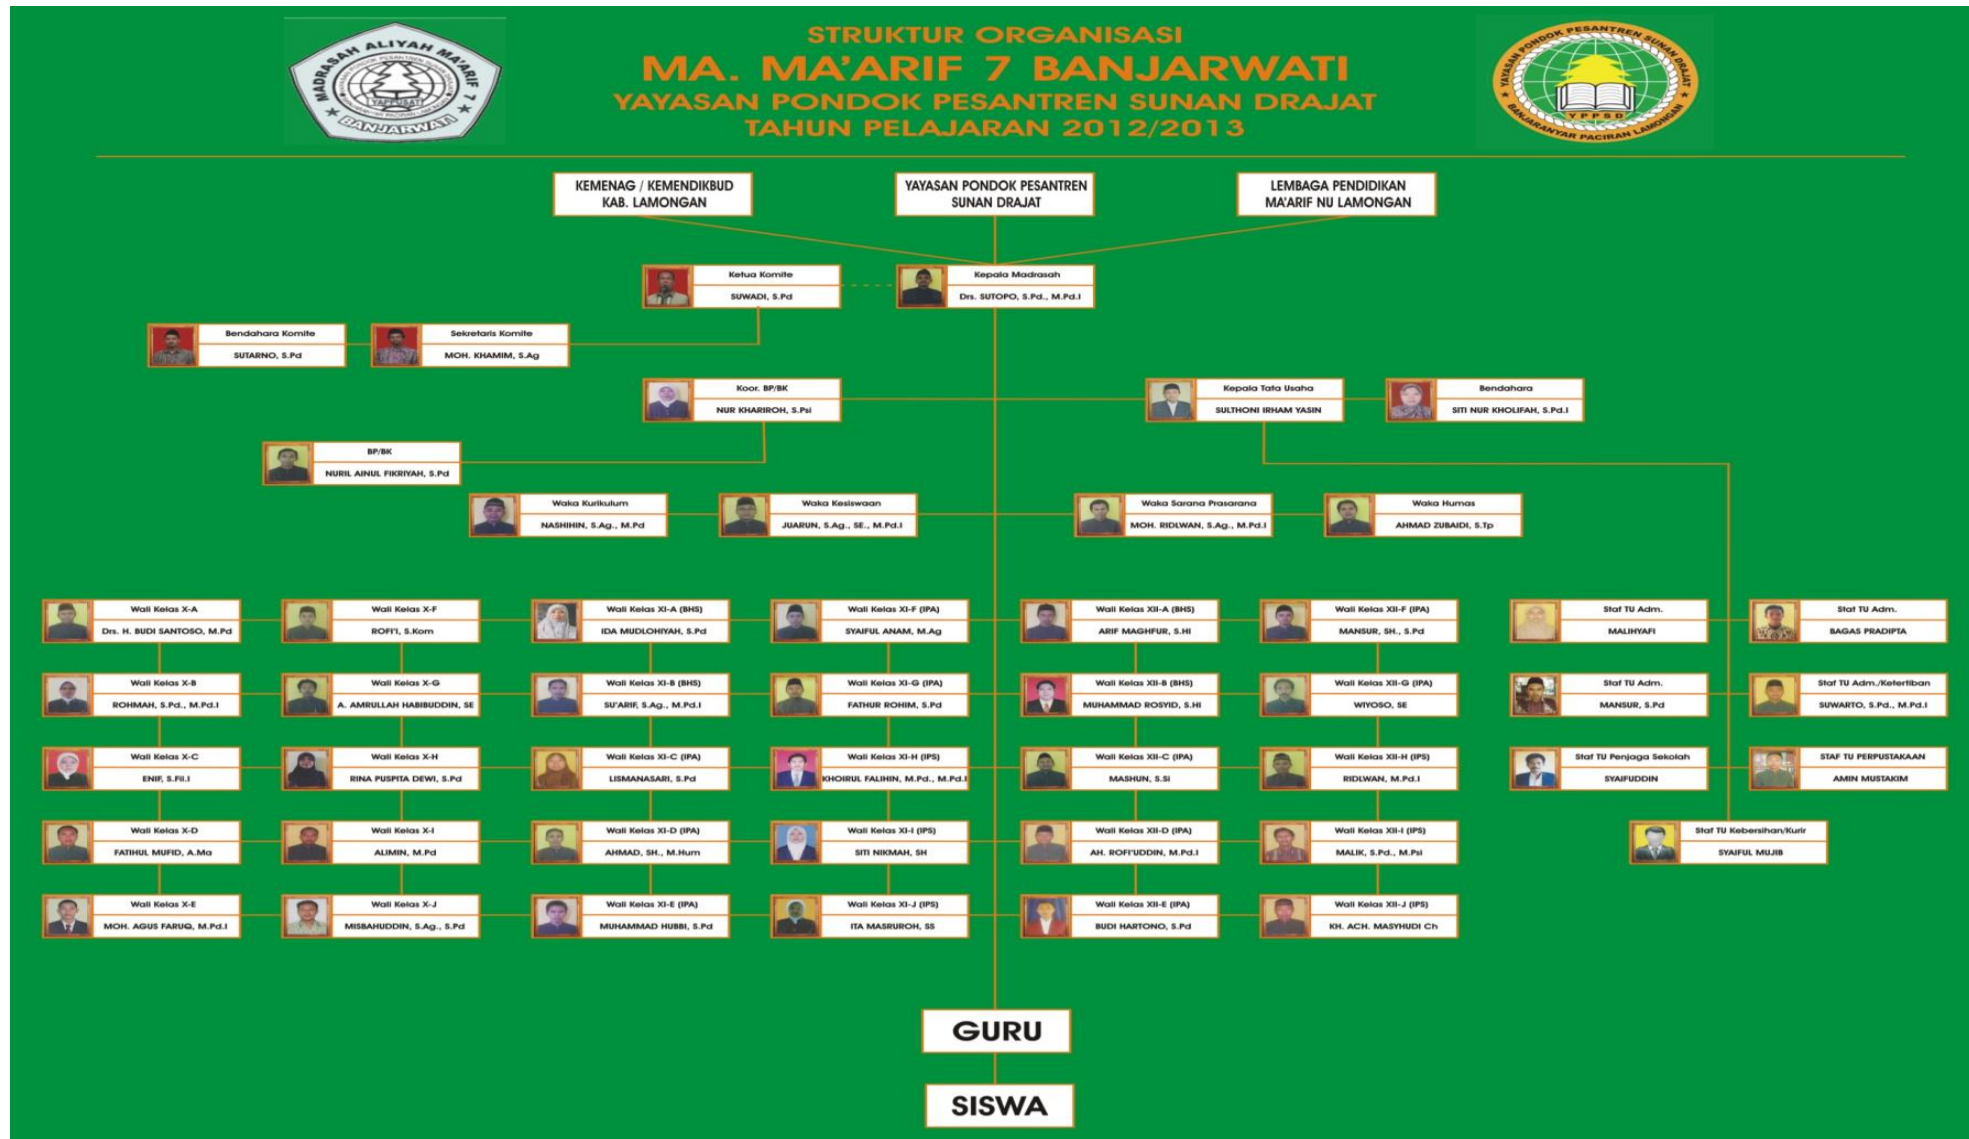 STRUKTUR ORGANISASI
MA. MA'ARIF 7 BANJARWATI
YAYASAN PONDOK PESANTREN SUNAN DRAJAT
TAHUN PELAJARAN 2012/2013
MADRASAH ALIYAH MA'ARIF 7
YAPPUSAT
BANJARWATI
YAYASAN PONDOK PESANTREN SUNAN DRAJAT
YPPSD
BANJARANYAR PACIRAN LAMONGAN
KEMENAG / KEMENDIKBUD
KAB. LAMONGAN
YAYASAN PONDOK PESANTREN
SUNAN DRAJAT
LEMBAGA PENDIDIKAN
MA'ARIF NU LAMONGAN
Ketua Komite
SUWADI, S.Pd
Kepala Madrasah
Drs. SUTOPO, S.Pd., M.Pd.I
Bendahara Komite
SUTARNO, S.Pd
Sekretaris Komite
MOH. KHAMIM, S.Ag
Koor. BP/BK
NUR KHARIROH, S.Psi
Kepala Tata Usaha
SULTHONI IRHAM YASIN
Bendahara
SITI NUR KHOLIFAH, S.Pd.I
BP/BK
NURIL AINUL FIKRIYAH, S.Pd
Waka Kurikulum
NASHIHIN, S.Ag., M.Pd
Waka Kesiswaan
JUARUN, S.Ag., SE., M.Pd.I
Waka Sarana Prasarana
MOH. RIDLWAN, S.Ag., M.Pd.I
Waka Humas
AHMAD ZUBAIDI, S.Tp
Wali Kelas X-A
Drs. H. BUDI SANTOSO, M.Pd
Wali Kelas X-F
ROFI'I, S.Kom
Wali Kelas XI-A (BHS)
IDA MUDLOHIYAH, S.Pd
Wali Kelas XI-F (IPA)
SYAIFUL ANAM, M.Ag
Wali Kelas XII-A (BHS)
ARIF MAGHFUR, S.HI
Wali Kelas XII-F (IPA)
MANSUR, SH., S.Pd
Staf TU Adm.
MALIHYAFI
Staf TU Adm.
BAGAS PRADIPTA
Wali Kelas X-B
ROHMAH, S.Pd., M.Pd.I
Wali Kelas X-G
A. AMRULLAH HABIBUDDIN, SE
Wali Kelas XI-B (BHS)
SU'ARIF, S.Ag., M.Pd.I
Wali Kelas XI-G (IPA)
FATHUR ROHIM, S.Pd
Wali Kelas XII-B (BHS)
MUHAMMAD ROSYID, S.HI
Wali Kelas XII-G (IPA)
WIYOSO, SE
Staf TU Adm.
MANSUR, S.Pd
Staf TU Adm./Ketertiban
SUWARTO, S.Pd., M.Pd.I
Wali Kelas X-C
ENIF, S.Fil.I
Wali Kelas X-H
RINA PUSPITA DEWI, S.Pd
Wali Kelas XI-C (IPA)
LISMANASARI, S.Pd
Wali Kelas XI-H (IPS)
KHOIRUL FALIHIN, M.Pd., M.Pd.I
Wali Kelas XII-C (IPA)
MASHUN, S.Si
Wali Kelas XII-H (IPS)
RIDLWAN, M.Pd.I
Staf TU Penjaga Sekolah
SYAIFUDDIN
STAF TU PERPUSTAKAAN
AMIN MUSTAKIM
Wali Kelas X-D
FATIHUL MUFID, A.Ma
Wali Kelas X-I
ALIMIN, M.Pd
Wali Kelas XI-D (IPA)
AHMAD, SH., M.Hum
Wali Kelas XI-I (IPS)
SITI NIKMAH, SH
Wali Kelas XII-D (IPA)
AH. ROFI'UDDIN, M.Pd.I
Wali Kelas XII-I (IPS)
MALIK, S.Pd., M.Psi
Staf TU Kebersihan/Kurir
SYAIFUL MUJIB
Wali Kelas X-E
MOH. AGUS FARUQ, M.Pd.I
Wali Kelas X-J
MISBAHUDDIN, S.Ag., S.Pd
Wali Kelas XI-E (IPA)
MUHAMMAD HUBBI, S.Pd
Wali Kelas XI-J (IPS)
ITA MASRUROH, SS
Wali Kelas XII-E (IPA)
BUDI HARTONO, S.Pd
Wali Kelas XII-J (IPS)
KH. ACH. MASYHUDI Ch
GURU
SISWA